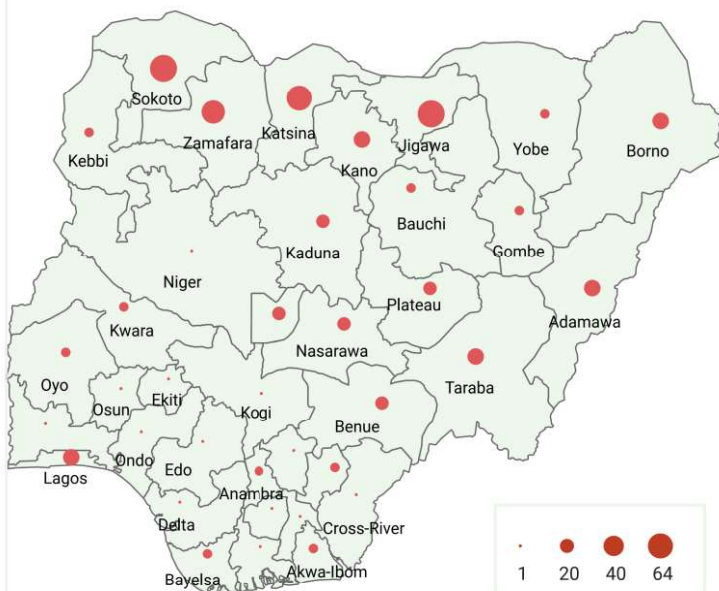 Sokoto
Zamafara
Katsina
Jigawa
Yobe
Borno
Kebbi
Kano
Bauchi
Gombe
Kaduna
Niger
Plateau
Adamawa
Kwara
Nasarawa
Taraba
Oyo
Osun
Ekiti
Kogi
Benue
Ondo
Edo
Lagos
Anambra
Delta
Cross-River
Bayelsa
Akwa-Ibom
1 20 40 64